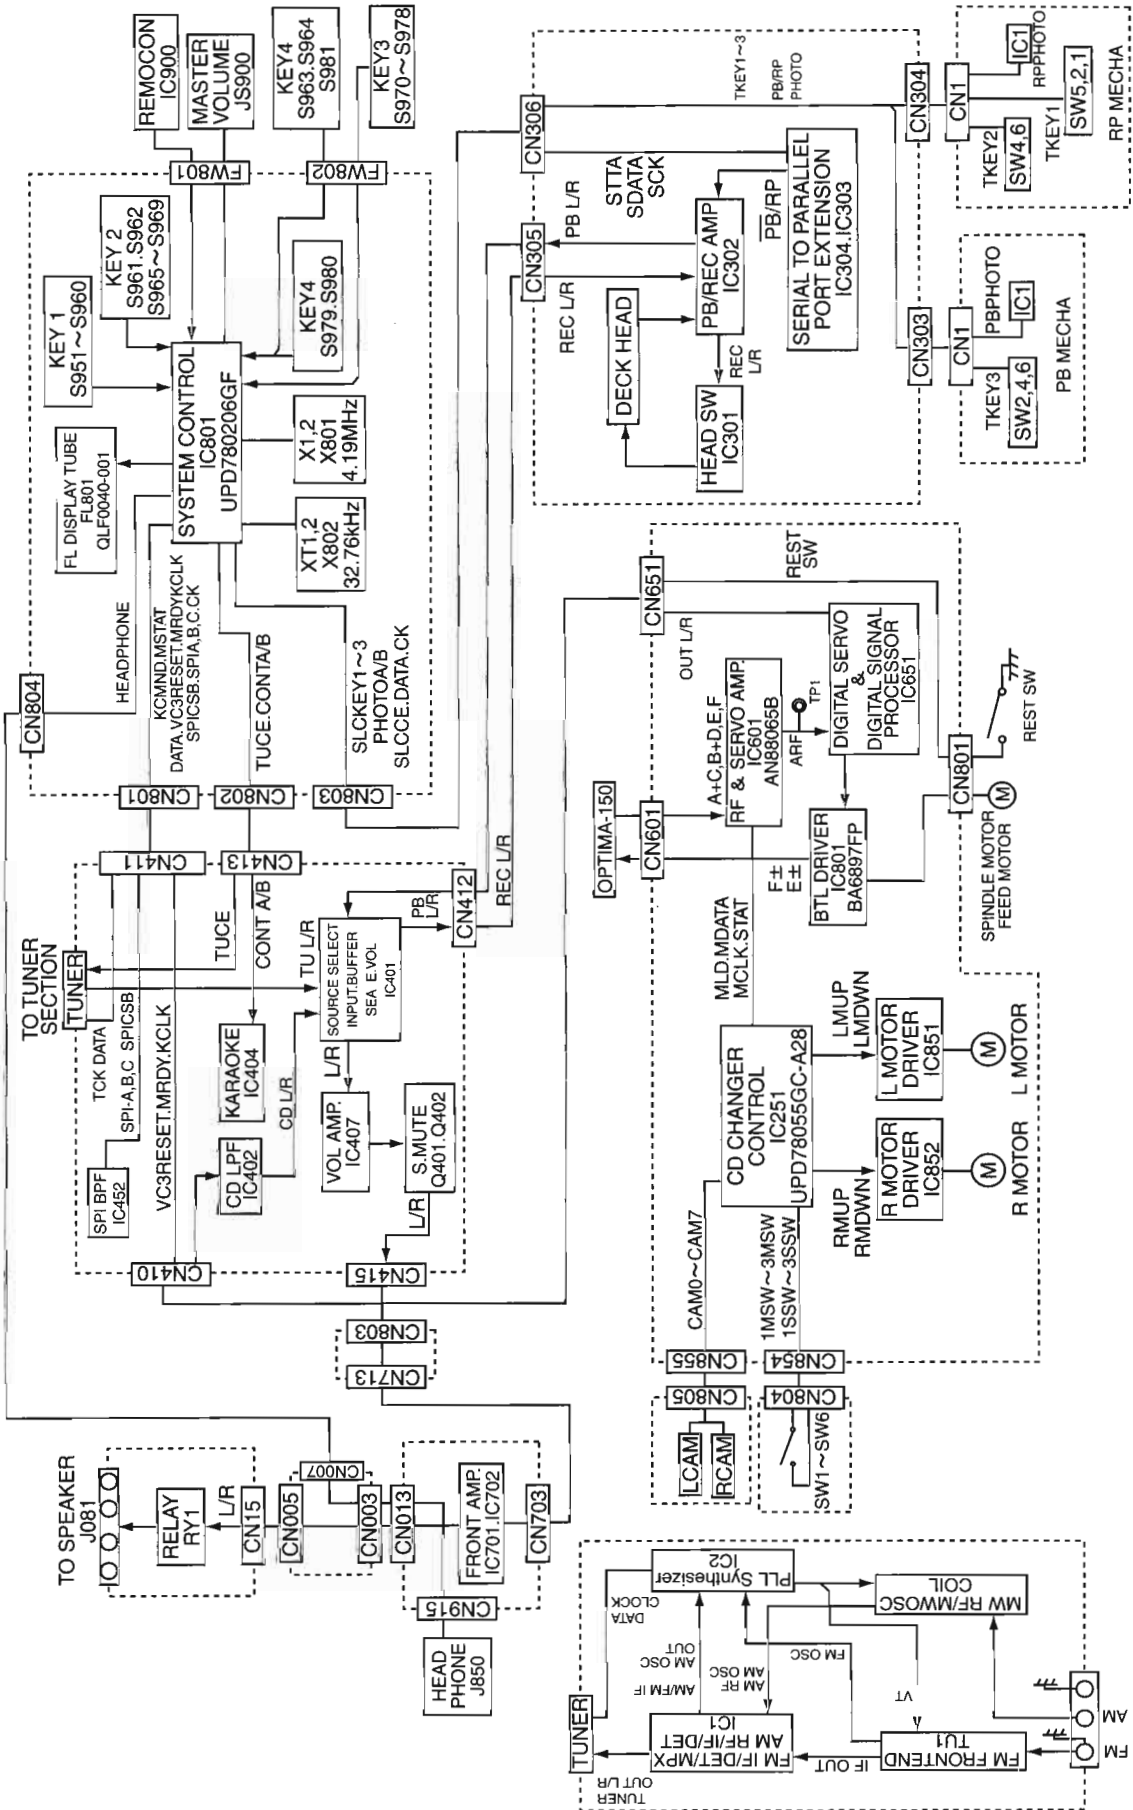 REMOCON
IC900
MASTER
VOLUME
JS900
KEY4
S963.S964
S981
KEY3
S970~S978
FW801
FW802
KEY 1
S951~S960
KEY 2
S961.S962
S965~S969
KEY4
S979.S980
FL DISPLAY TUBE
FL801
QLF0040-001
SYSTEM CONTROL
IC801
UPD780206GF
X1,2
X801
4.19MHz
XT1,2
X802
32.76kHz
CN804
HEADPHONE
KCMND.MSTAT
DATA.VC3RESET.MRDYKCLK
SPICSB.SPIA,B,C.CK
TUCE.CONTA/B
SLCKEY1~3
PHOTOA/B
SLCCE.DATA.CK
CN801
CN802
CN803
CN306
CN305
TKEY1~3
PB/RP
PHOTO
CN304
CN1
IC1
RPPHOTO
TKEY2
SW4,6
TKEY1
SW5,2,1
RP MECHA
STTA
SDATA
SCK
PB L/R
REC L/R
PB/REC AMP
IC302
PB/RP
SERIAL TO PARALLEL
PORT EXTENSION
IC304.IC303
DECK HEAD
REC
L/R
HEAD SW
IC301
CN303
CN1
PBPHOTO
IC1
TKEY3
SW2,4,6
PB MECHA
CN411
CN413
CN412
TO TUNER
SECTION
TUNER
TUCE
CONT A/B
TU L/R
PB
L/R
REC L/R
SOURCE SELECT
INPUT.BUFFER
SEA E.VOL
IC401
TCK DATA
SPI-A,B,C SPICSB
VC3RESET.MRDY.KCLK
SPI BPF
IC452
KARAOKE
IC404
CD LPF
IC402
CD L/R
L/R
VOL AMP.
IC407
S.MUTE
Q401.Q402
L/R
CN410
CN415
CN803
CN713
CN651
REST
SW
OUT L/R
OPTIMA-150
CN601
A+C,B+D,E,F
RF & SERVO AMP.
IC601
AN88065B
TP1
ARF
DIGITAL SERVO
&
DIGITAL SIGNAL
PROCESSOR
IC651
F±
E±
BTL DRIVER
IC801
BA6897FP
CN801
REST SW
M
SPINDLE MOTOR
FEED MOTOR
MLD.MDATA
MCLK.STAT
CD CHANGER
CONTROL
IC251
UPD78055GC-A28
LMUP
LMDWN
L MOTOR
DRIVER
IC851
M
L MOTOR
RMUP
RMDWN
R MOTOR
DRIVER
IC852
M
R MOTOR
CAM0~CAM7
1MSW~3MSW
1SSW~3SSW
CN855
CN854
CN805
CN804
LCAM
RCAM
SW1~SW6
TO SPEAKER
J081
RELAY
RY1
L/R
CN15
CN005
CN007
CN003
CN013
FRONT AMP.
IC701.IC702
CN703
CN915
HEAD
PHONE
J850
TUNER
TUNER
OUT L/R
DATA
CLOCK
PLL Synthesizer
IC2
AM OSC
OUT
AM/FM IF
AM RF
AM OSC
FM OSC
VT
MW RF/MWOSC
COIL
FM IF/DET/MPX
AM RF/IF/DET
IC1
IF OUT
FM FRONTEND
TU1
AM
FM